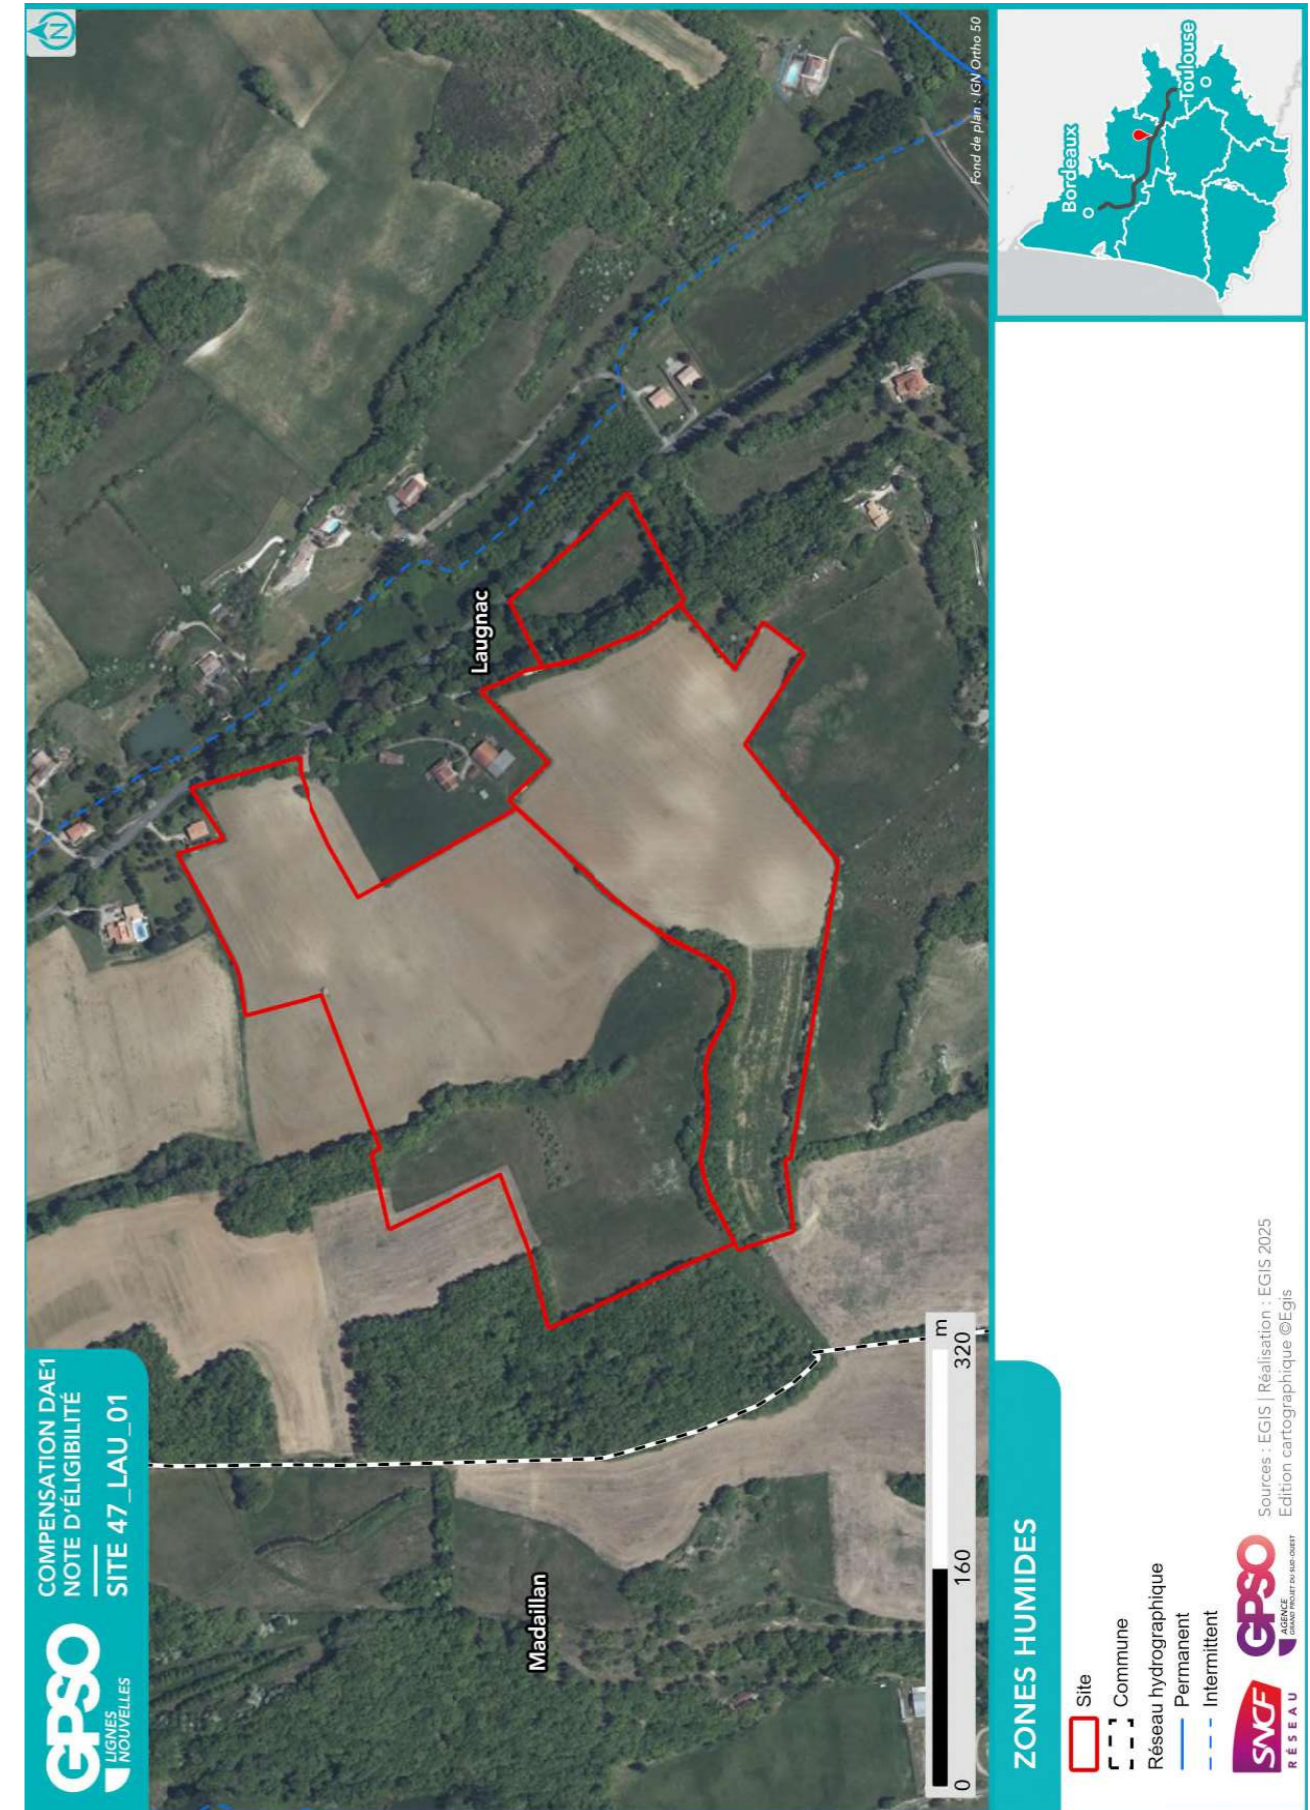 GPSO
LIGNES
NOUVELLES
COMPENSATION DAE1
NOTE D'ÉLIGIBILITÉ
SITE 47_LAU_01
N
Madaillan
Laugnac
0
160
320
m
Fond de plan : IGN Ortho 50
ZONES HUMIDES
Site
Commune
Réseau hydrographique
Permanent
Intermittent
SNCF
RÉSEAU
GPSO
AGENCE
GRAND PROJET DU SUD-OUEST
Sources : EGIS | Réalisation : EGIS 2025
Edition cartographique ©Egis
Bordeaux
Toulouse